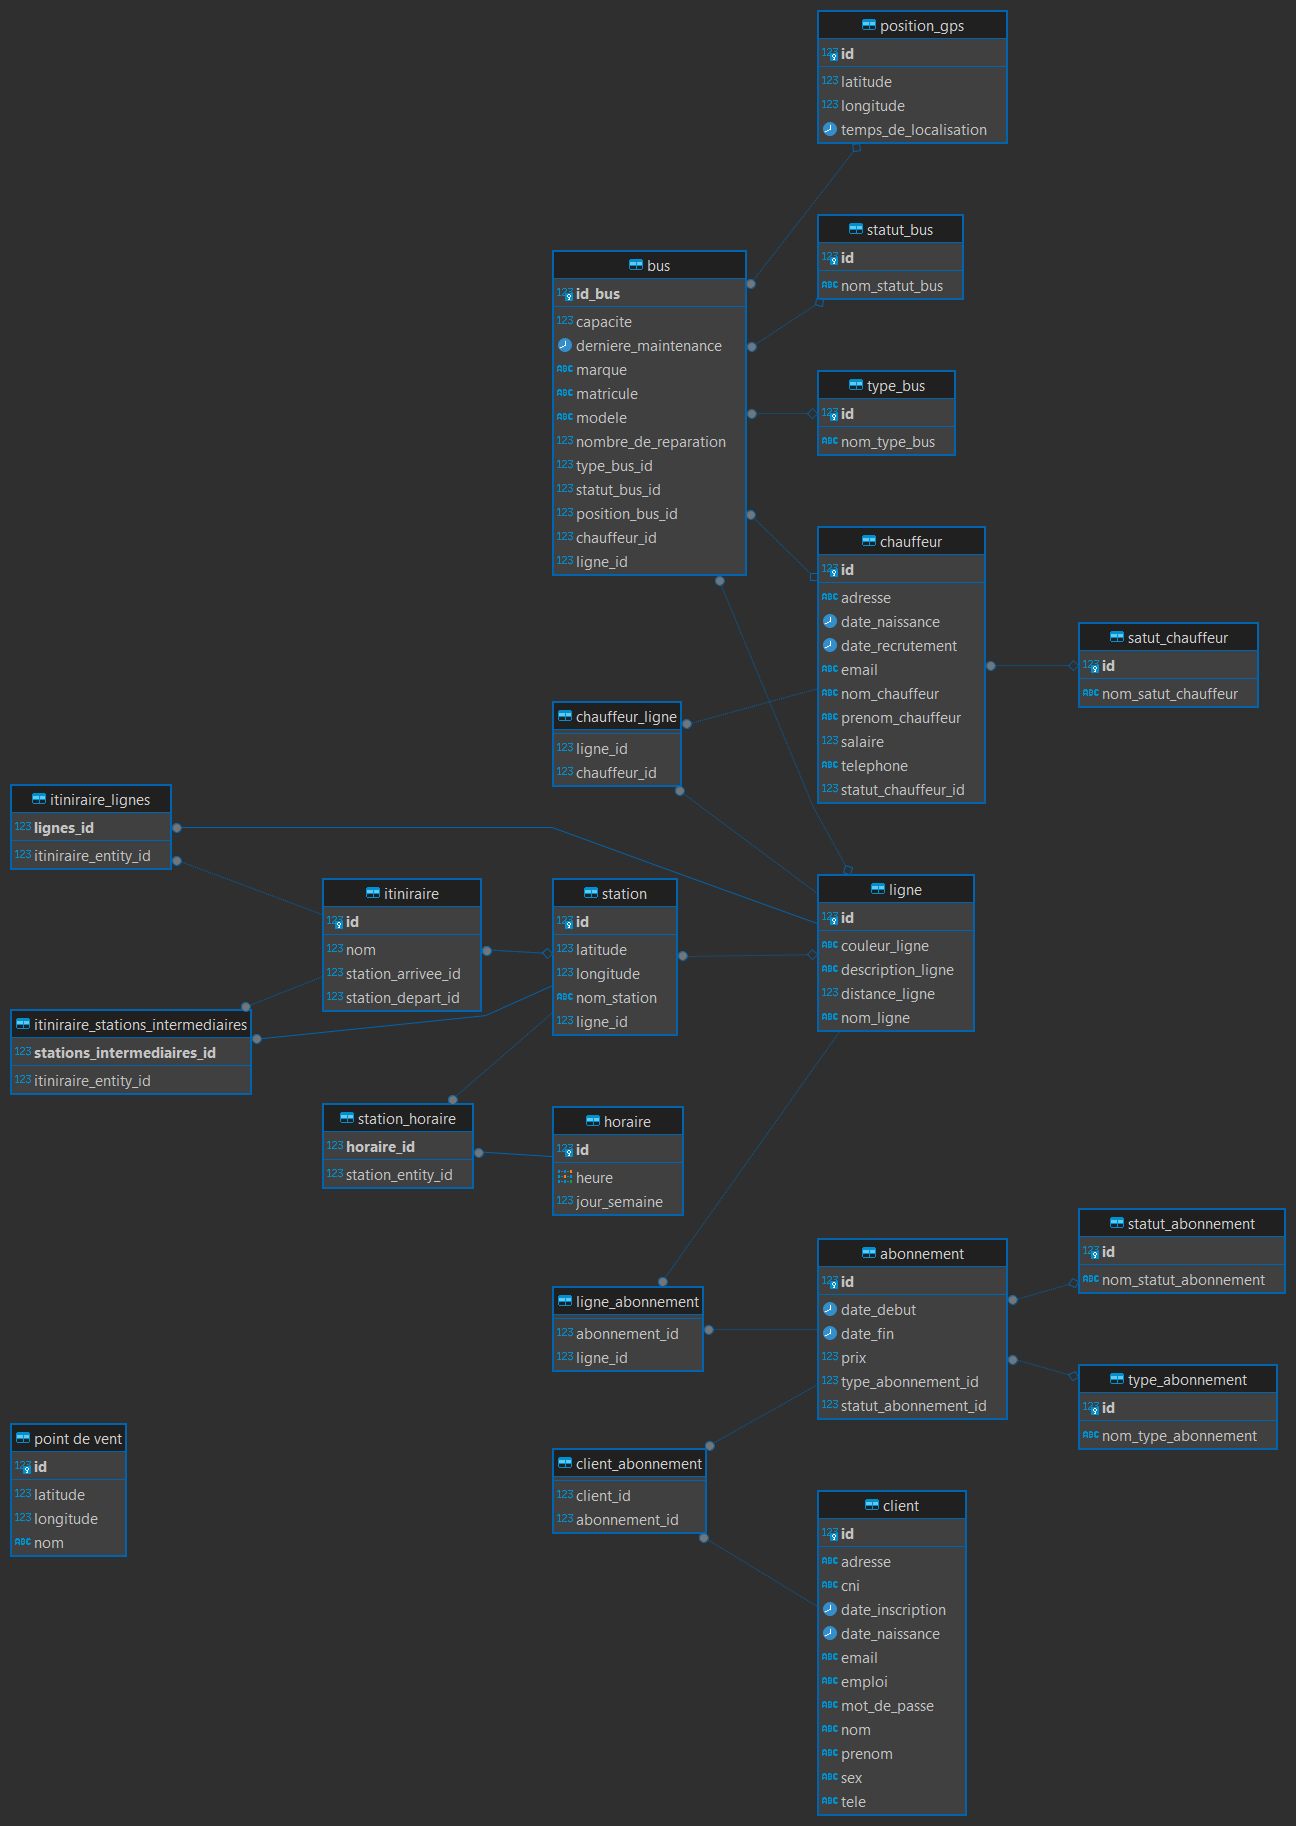 position_gps
123 id
123 latitude
123 longitude
temps_de_localisation
statut_bus
123 id
ABC nom_statut_bus
bus
123 id_bus
123 capacite
derniere_maintenance
ABC marque
ABC matricule
ABC modele
123 nombre_de_reparation
123 type_bus_id
123 statut_bus_id
123 position_bus_id
123 chauffeur_id
123 ligne_id
type_bus
123 id
ABC nom_type_bus
chauffeur
123 id
ABC adresse
date_naissance
date_recrutement
ABC email
ABC nom_chauffeur
ABC prenom_chauffeur
123 salaire
ABC telephone
123 statut_chauffeur_id
satut_chauffeur
123 id
ABC nom_satut_chauffeur
chauffeur_ligne
123 ligne_id
123 chauffeur_id
itiniraire_lignes
123 lignes_id
123 itiniraire_entity_id
itiniraire
123 id
123 nom
123 station_arrivee_id
123 station_depart_id
station
123 id
123 latitude
123 longitude
ABC nom_station
123 ligne_id
ligne
123 id
ABC couleur_ligne
ABC description_ligne
123 distance_ligne
ABC nom_ligne
itiniraire_stations_intermediaires
123 stations_intermediaires_id
123 itiniraire_entity_id
station_horaire
123 horaire_id
123 station_entity_id
horaire
123 id
heure
123 jour_semaine
statut_abonnement
123 id
ABC nom_statut_abonnement
abonnement
123 id
date_debut
date_fin
123 prix
123 type_abonnement_id
123 statut_abonnement_id
ligne_abonnement
123 abonnement_id
123 ligne_id
type_abonnement
123 id
ABC nom_type_abonnement
point de vent
123 id
123 latitude
123 longitude
ABC nom
client_abonnement
123 client_id
123 abonnement_id
client
123 id
ABC adresse
ABC cni
date_inscription
date_naissance
ABC email
ABC emploi
ABC mot_de_passe
ABC nom
ABC prenom
ABC sex
ABC tele